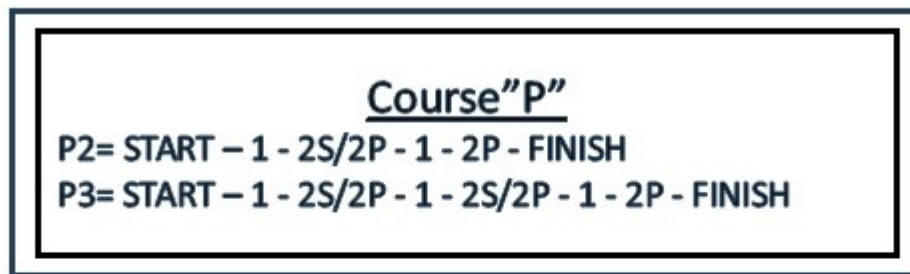 Course”P”
P2= START – 1 - 2S/2P - 1 - 2P - FINISH
P3= START – 1 - 2S/2P - 1 - 2S/2P - 1 - 2P - FINISH